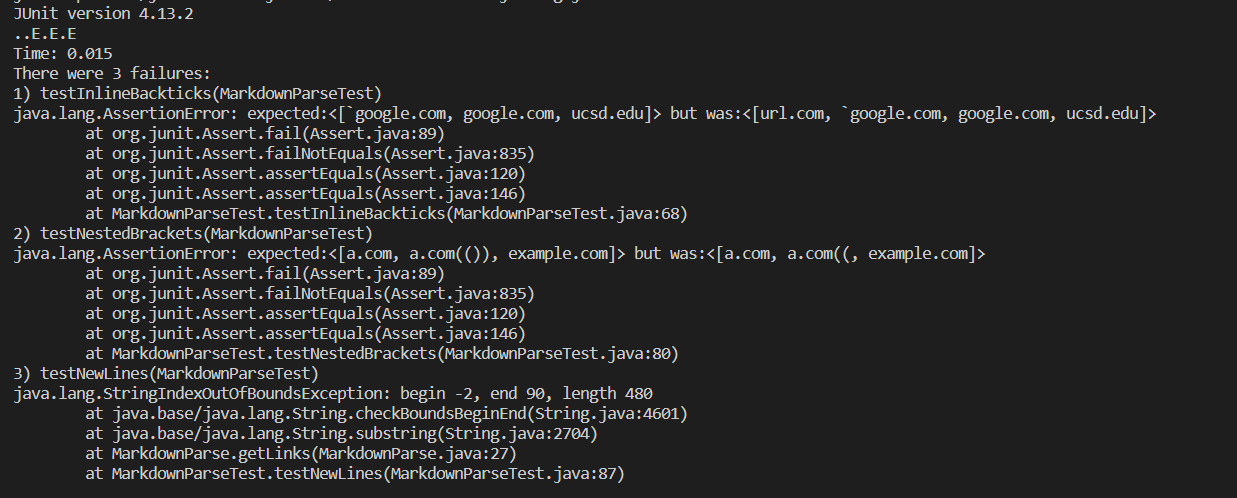 JUnit version 4.13.2
..E.E.E
Time: 0.015
There were 3 failures:
1) testInlineBackticks(MarkdownParseTest)
java.lang.AssertionError: expected:<[`google.com, google.com, ucsd.edu]> but was:<[url.com, `google.com, google.com, ucsd.edu]>
        at org.junit.Assert.fail(Assert.java:89)
        at org.junit.Assert.failNotEquals(Assert.java:835)
        at org.junit.Assert.assertEquals(Assert.java:120)
        at org.junit.Assert.assertEquals(Assert.java:146)
        at MarkdownParseTest.testInlineBackticks(MarkdownParseTest.java:68)
2) testNestedBrackets(MarkdownParseTest)
java.lang.AssertionError: expected:<[a.com, a.com(()), example.com]> but was:<[a.com, a.com((, example.com]>
        at org.junit.Assert.fail(Assert.java:89)
        at org.junit.Assert.failNotEquals(Assert.java:835)
        at org.junit.Assert.assertEquals(Assert.java:120)
        at org.junit.Assert.assertEquals(Assert.java:146)
        at MarkdownParseTest.testNestedBrackets(MarkdownParseTest.java:80)
3) testNewLines(MarkdownParseTest)
java.lang.StringIndexOutOfBoundsException: begin -2, end 90, length 480
        at java.base/java.lang.String.checkBoundsBeginEnd(String.java:4601)
        at java.base/java.lang.String.substring(String.java:2704)
        at MarkdownParse.getLinks(MarkdownParse.java:27)
        at MarkdownParseTest.testNewLines(MarkdownParseTest.java:87)